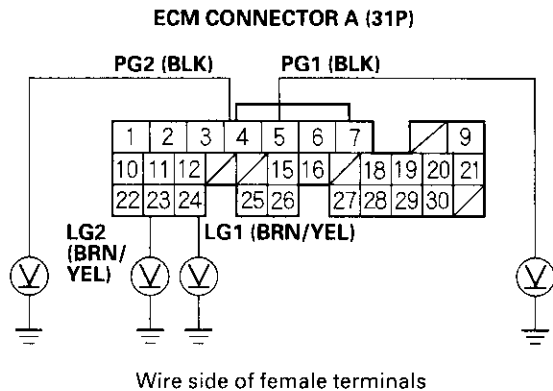 ECM CONNECTOR A (31P)
PG2 (BLK) PG1 (BLK)
1 2 3 4 5 6 7 9
10 11 12 15 16 18 19 20 21
22 23 24 25 26 27 28 29 30
LG2 (BRN/YEL) LG1 (BRN/YEL)
V V V V
Wire side of female terminals